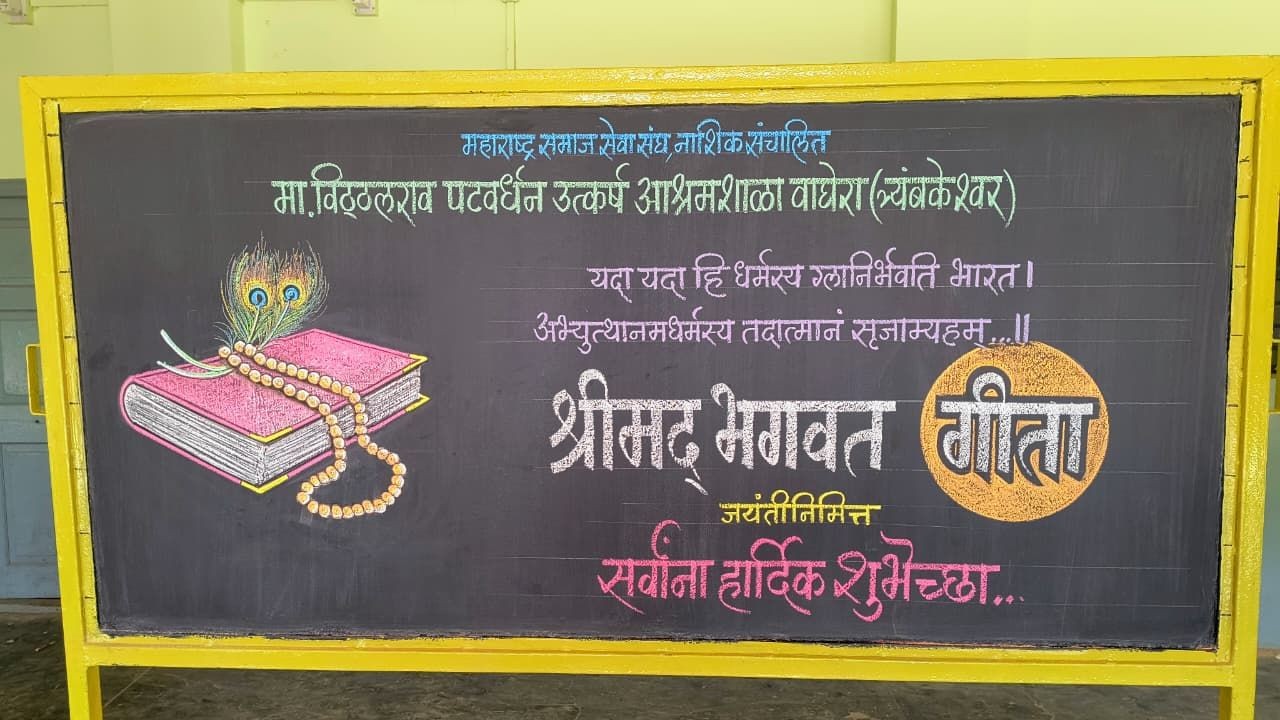 महाराष्ट्र समाज सेवा संघ, नाशिक संचालित
मा. विठ्ठलराव पटवर्धन उत्कर्ष आश्रमशाळा वाघेरा (त्र्यंबकेश्वर)
यदा यदा हि धर्मस्य ग्लानिर्भवति भारत।
अभ्युत्थानमधर्मस्य तदात्मानं सृजाम्यहम्...॥
श्रीमद् भगवत गीता
जयंतीनिमित्त
सर्वांना हार्दिक शुभेच्छा...